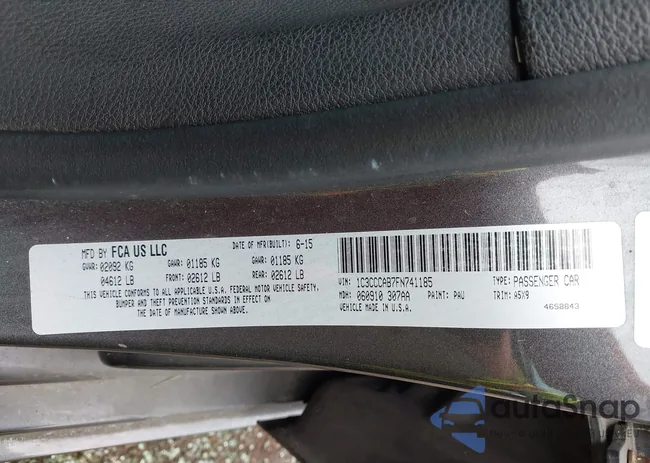 MFD BY FCA US LLC
DATE OF MFR(BUILT): 6-15
GVWR: 02092 KG GAWR: 01185 KG GAWR: 01185 KG
04612 LB FRONT: 02612 LB REAR: 02612 LB
THIS VEHICLE CONFORMS TO ALL APPLICABLE U.S.A. FEDERAL MOTOR VEHICLE SAFETY,
BUMPER AND THEFT PREVENTION STANDARDS IN EFFECT ON
THE DATE OF MANUFACTURE SHOWN ABOVE.
VIN: 1C3CCCAB7FN741185 TYPE: PASSENGER CAR
MDH: 060910 307AA PAINT: PAU TRIM: A5X9
VEHICLE MADE IN U.S.A.
4658643
autoSnap